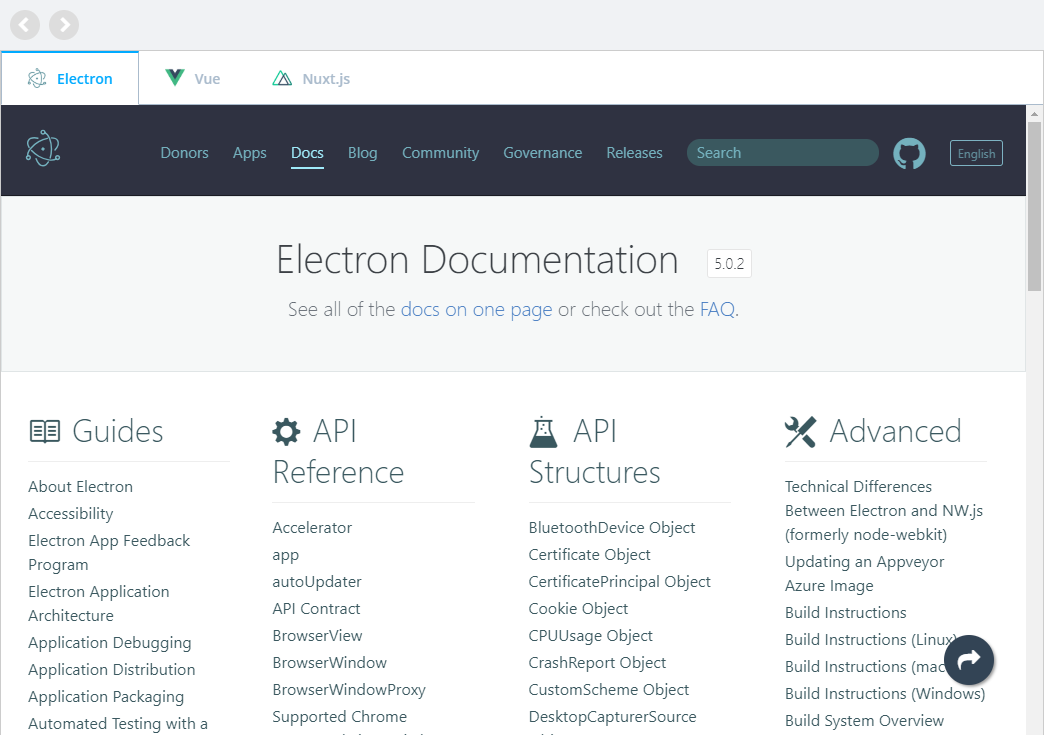 Electron
Vue
Nuxt.js
Donors
Apps
Docs
Blog
Community
Governance
Releases
Search
English
Electron Documentation 5.0.2
See all of the docs on one page or check out the FAQ.
Guides
About Electron
Accessibility
Electron App Feedback
Program
Electron Application
Architecture
Application Debugging
Application Distribution
Application Packaging
Automated Testing with a
API
Reference
Accelerator
app
autoUpdater
API Contract
BrowserView
BrowserWindow
BrowserWindowProxy
Supported Chrome
API
Structures
BluetoothDevice Object
Certificate Object
CertificatePrincipal Object
Cookie Object
CPUUsage Object
CrashReport Object
CustomScheme Object
DesktopCapturerSource
Advanced
Technical Differences
Between Electron and NW.js
(formerly node-webkit)
Updating an Appveyor
Azure Image
Build Instructions
Build Instructions (Linux)
Build Instructions (mac
Build Instructions (Windows)
Build System Overview